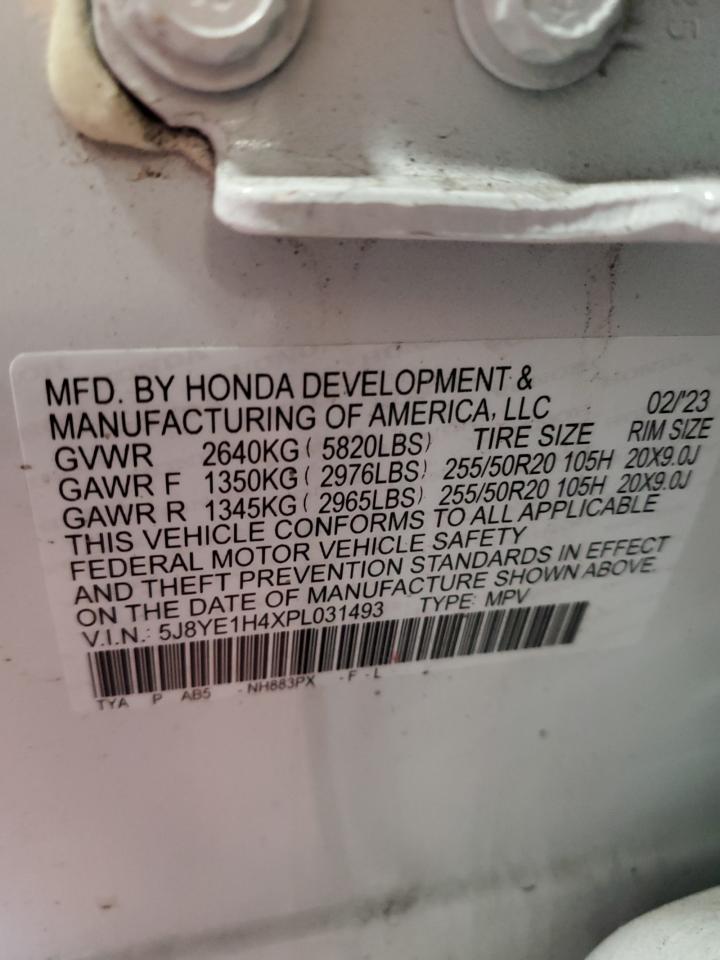 25
MFD. BY HONDA DEVELOPMENT &
MANUFACTURING OF AMERICA, LLC 02/'23
GVWR 2640KG ( 5820LBS) TIRE SIZE RIM SIZE
GAWR F 1350KG ( 2976LBS) 255/50R20 105H 20X9.0J
GAWR R 1345KG ( 2965LBS) 255/50R20 105H 20X9.0J
THIS VEHICLE CONFORMS TO ALL APPLICABLE
FEDERAL MOTOR VEHICLE SAFETY
AND THEFT PREVENTION STANDARDS IN EFFECT
ON THE DATE OF MANUFACTURE SHOWN ABOVE.
V.I.N.: 5J8YE1H4XPL031493 TYPE: MPV
TYA P AB5 - NH883PX - F - L -